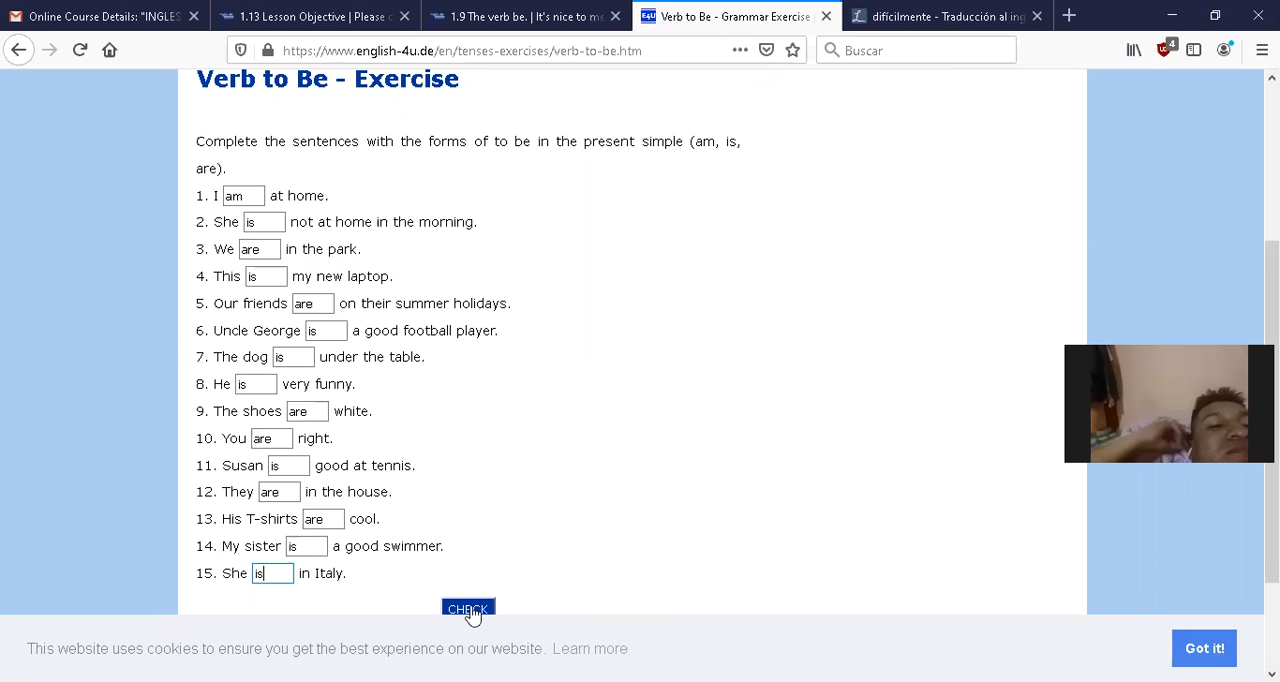 Online Course Details: "INGLES
1.13 Lesson Objective | Please c
1.9 The verb be. | It's nice to me
E4U Verb to Be - Grammar Exercise
difícilmente - Traducción al ing
https://www.english-4u.de/en/tenses-exercises/verb-to-be.htm
Buscar
4
Verb to Be - Exercise
Complete the sentences with the forms of to be in the present simple (am, is,
are).
1. I am at home.
2. She is not at home in the morning.
3. We are in the park.
4. This is my new laptop.
5. Our friends are on their summer holidays.
6. Uncle George is a good football player.
7. The dog is under the table.
8. He is very funny.
9. The shoes are white.
10. You are right.
11. Susan is good at tennis.
12. They are in the house.
13. His T-shirts are cool.
14. My sister is a good swimmer.
15. She is in Italy.
CHECK
This website uses cookies to ensure you get the best experience on our website. Learn more
Got it!